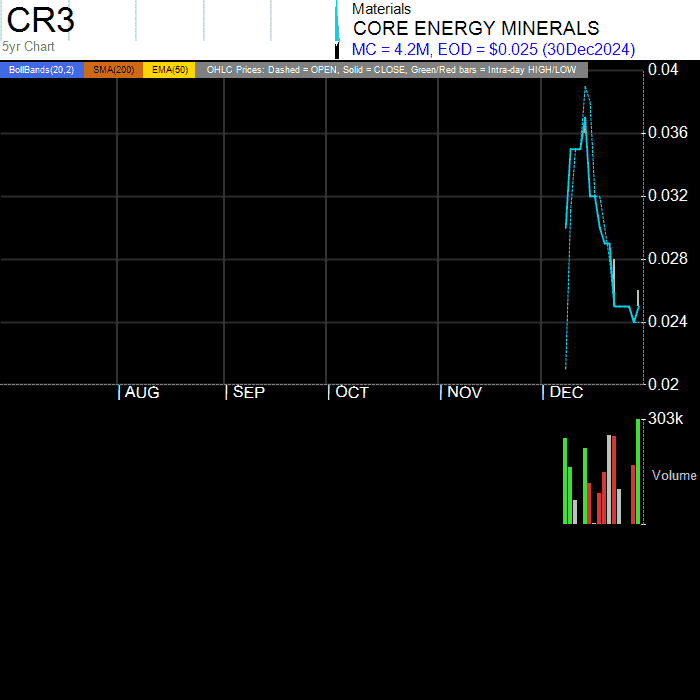 CR3
5yr Chart
Materials
CORE ENERGY MINERALS
MC = 4.2M, EOD = $0.025 (30Dec2024)
BollBands(20,2) SMA(200) EMA(50) OHLC Prices: Dashed = OPEN, Solid = CLOSE, Green/Red bars = Intra-day HIGH/LOW
0.04
0.036
0.032
0.028
0.024
0.02
AUG SEP OCT NOV DEC
303k
Volume